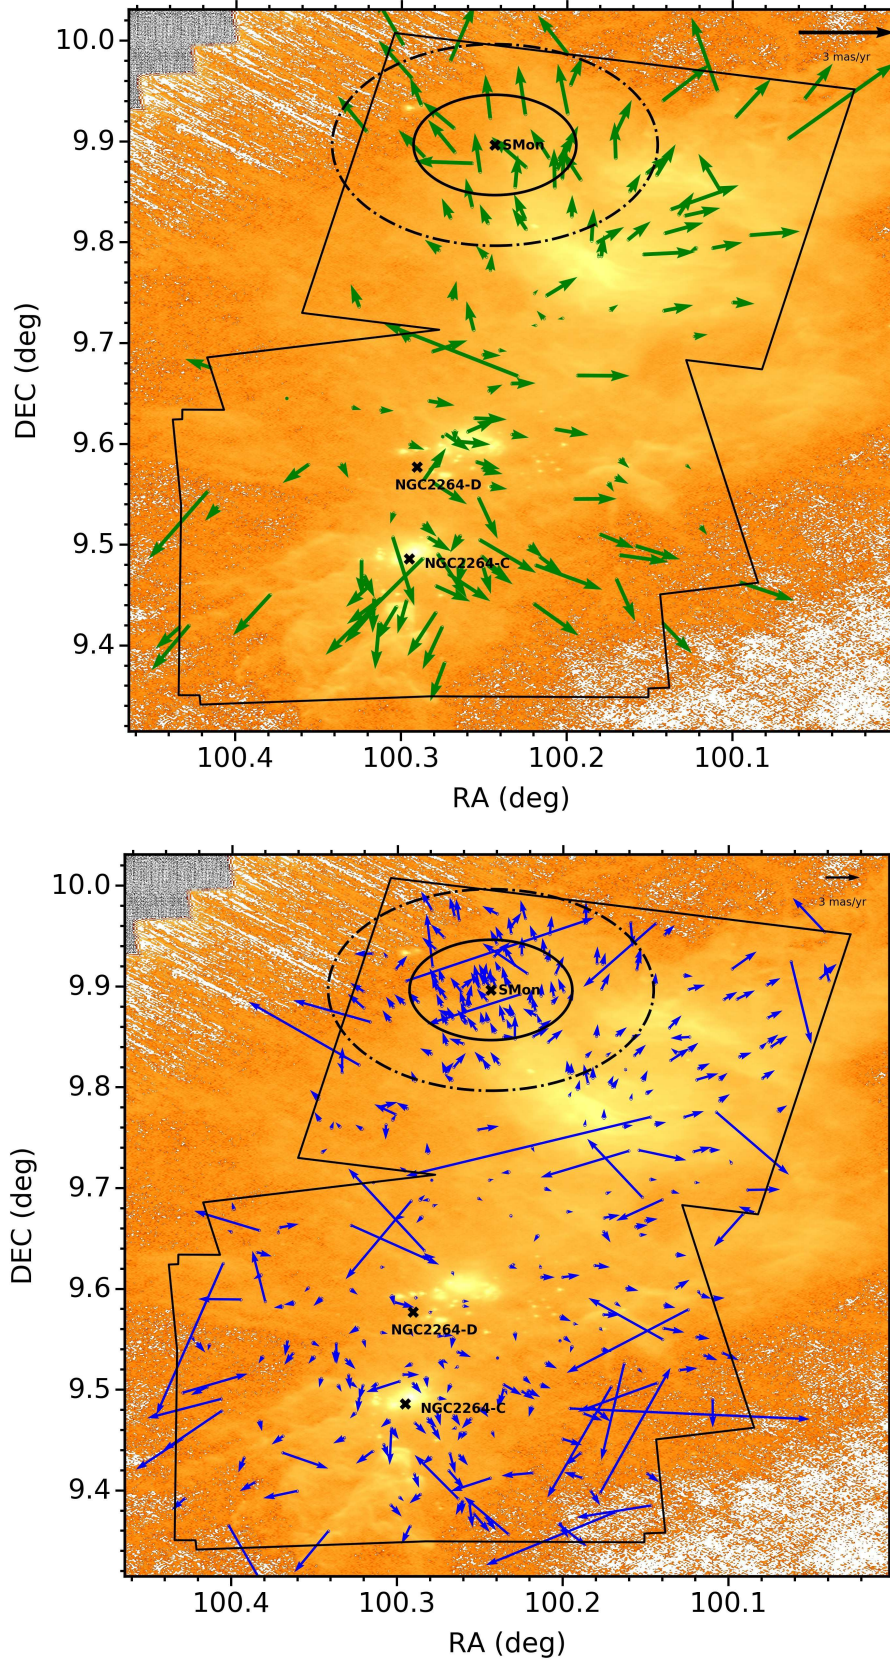 10.0
3 mas/yr
9.9
SMon
9.8
9.7
9.6
NGC2264-D
9.5
NGC2264-C
9.4
DEC (deg)
100.4 100.3 100.2 100.1
RA (deg)
10.0
3 mas/yr
9.9
SMon
9.8
9.7
9.6
NGC2264-D
9.5
NGC2264-C
9.4
DEC (deg)
100.4 100.3 100.2 100.1
RA (deg)